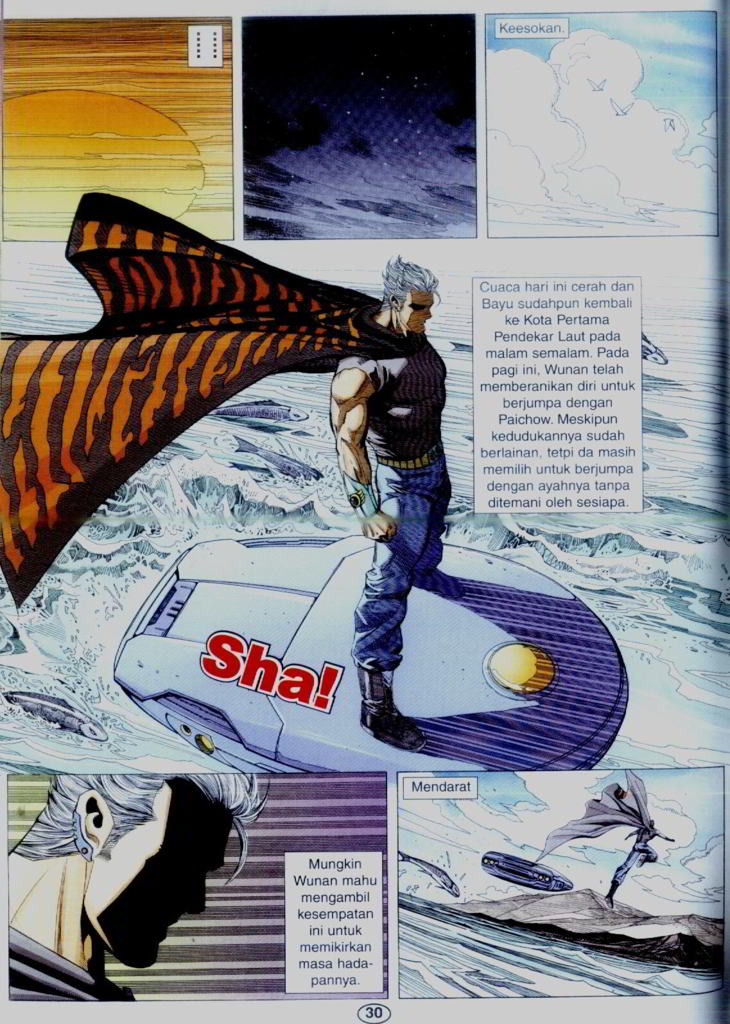 Keesokan.
Cuaca hari ini cerah dan
Bayu sudahpun kembali
ke Kota Pertama
Pendekar Laut pada
malam semalam. Pada
pagi ini, Wunan telah
memberanikan diri untuk
berjumpa dengan
Paichow. Meskipun
kedudukannya sudah
berlainan, tetpi da masih
memilih untuk berjumpa
dengan ayahnya tanpa
ditemani oleh sesiapa.
Sha!
Mungkin
Wunan mahu
mengambil
kesempatan
ini untuk
memikirkan
masa hada-
pannya.
Mendarat
30